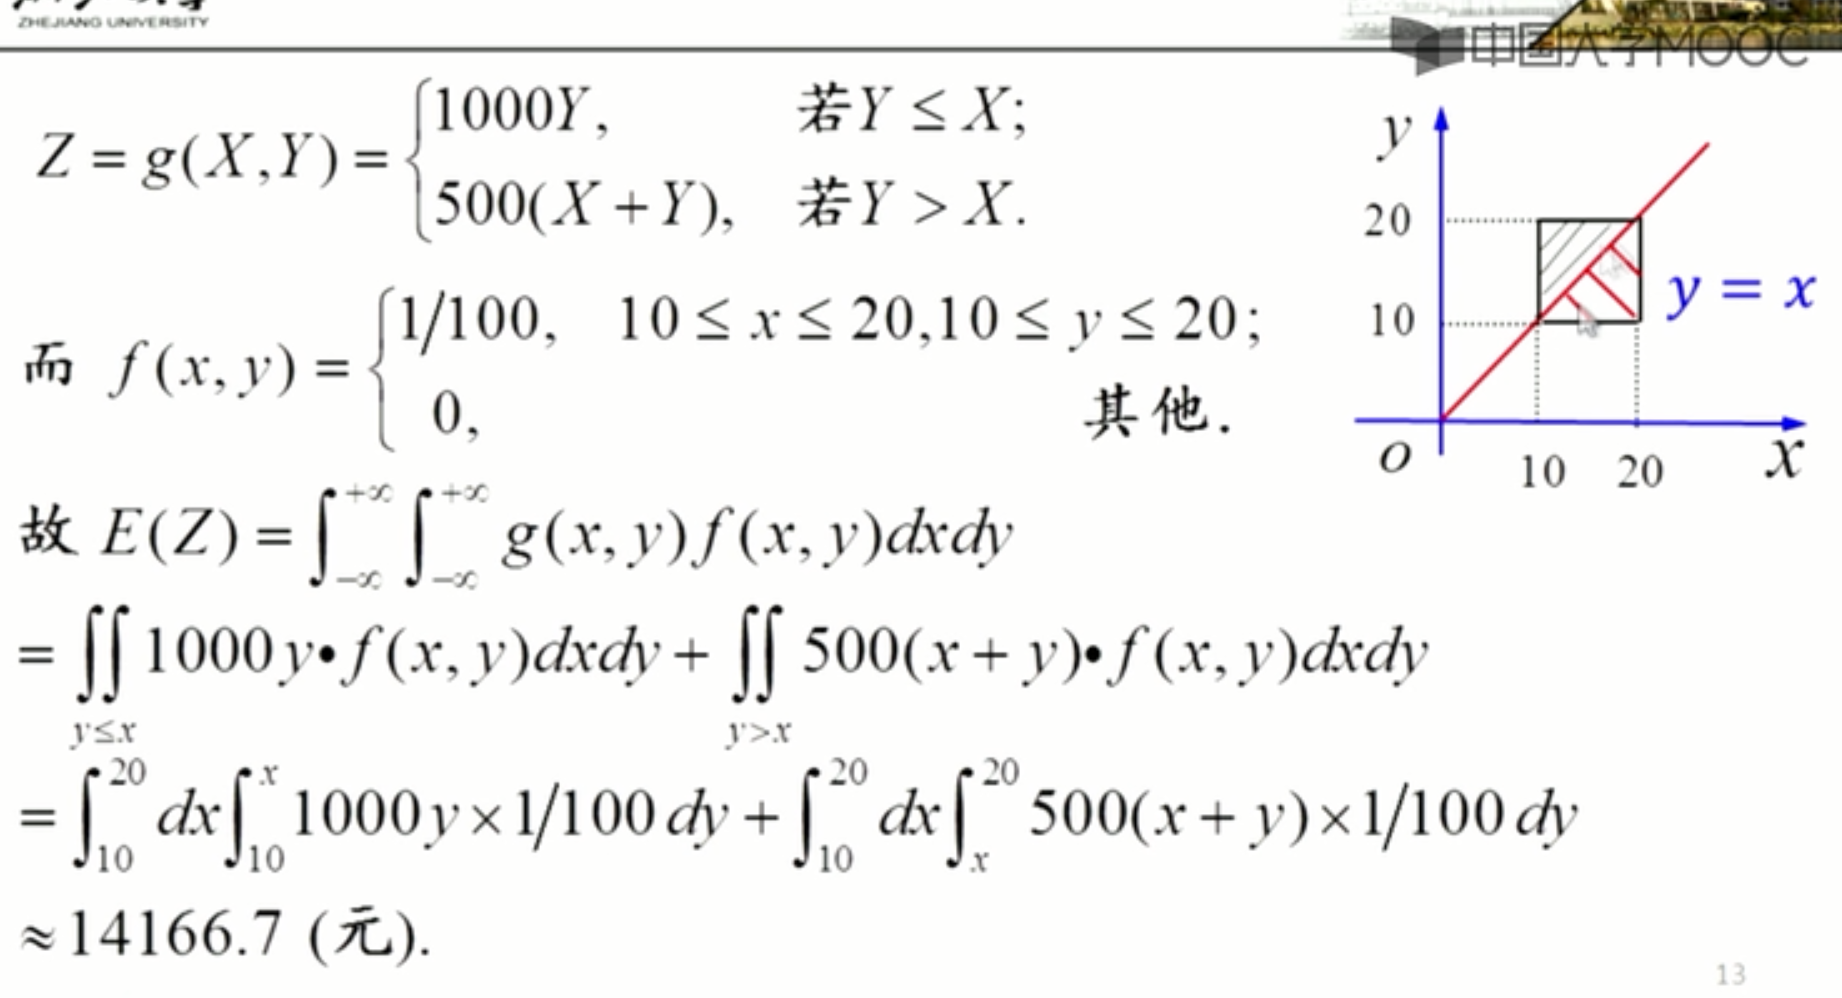 ZHEJIANG UNIVERSITY
中国大学MOOC
Z = g(X,Y) = { 1000Y, 若Y ≤ X;
500(X + Y), 若Y > X.
而 f(x, y) = { 1/100, 10 ≤ x ≤ 20,10 ≤ y ≤ 20;
0, 其他.
y
20
10
y = x
o 10 20 x
故 E(Z) = ∫_{-∞}^{+∞} ∫_{-∞}^{+∞} g(x, y) f(x, y)dxdy
= ∬_{y≤x} 1000y•f(x, y)dxdy + ∬_{y>x} 500(x + y)•f(x, y)dxdy
= ∫_{10}^{20} dx∫_{10}^{x} 1000y×1/100 dy + ∫_{10}^{20} dx∫_{x}^{20} 500(x + y)×1/100 dy
≈14166.7 (元).
13